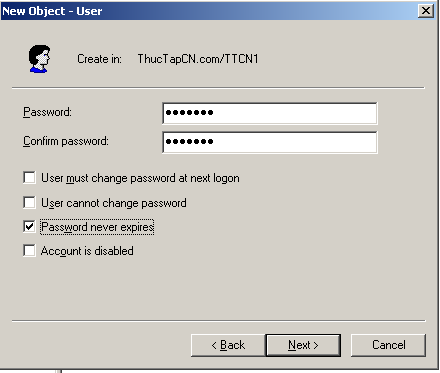 New Object - User
Create in: ThucTapCN.com/TTCN1
Password: •••••••
Confirm password: •••••••
User must change password at next logon
User cannot change password
Password never expires
Account is disabled
< Back Next > Cancel